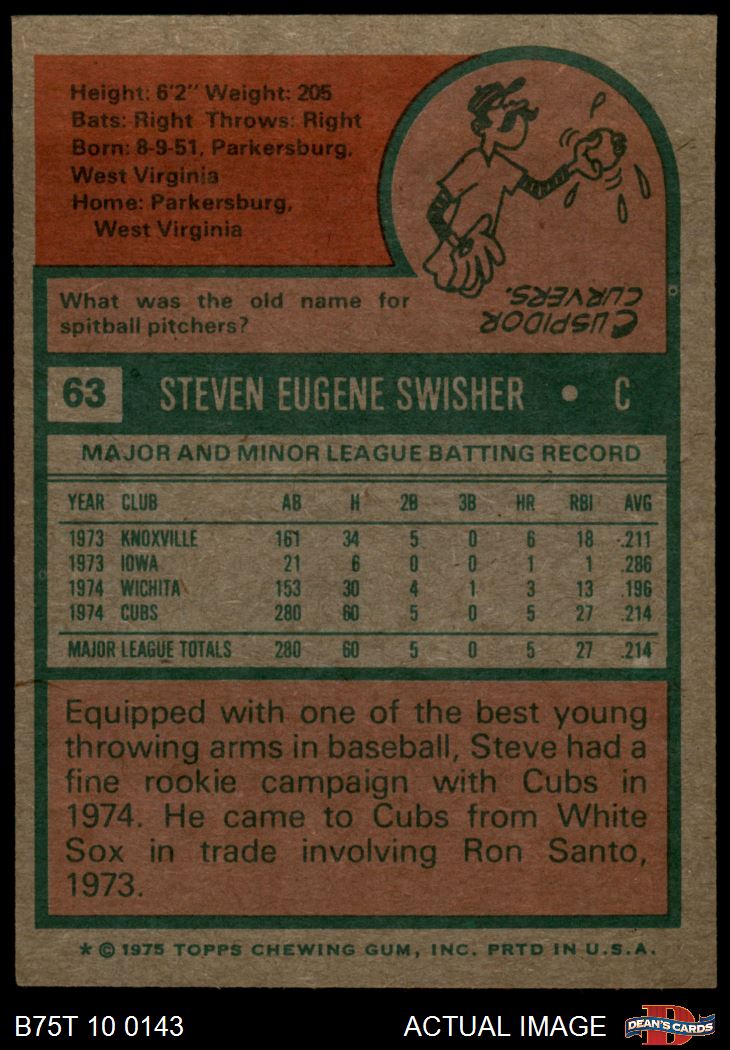 Height: 6'2" Weight: 205
Bats: Right Throws: Right
Born: 8-9-51, Parkersburg,
West Virginia
Home: Parkersburg,
West Virginia
What was the old name for
spitball pitchers?
CUSPIDOR
CURVERS.
63 STEVEN EUGENE SWISHER • C
MAJOR AND MINOR LEAGUE BATTING RECORD
YEAR CLUB AB H 2B 3B HR RBI AVG
1973 KNOXVILLE 161 34 5 0 6 18 .211
1973 IOWA 21 6 0 0 1 1 .286
1974 WICHITA 153 30 4 1 3 13 .196
1974 CUBS 280 60 5 0 5 27 .214
MAJOR LEAGUE TOTALS 280 60 5 0 5 27 .214
Equipped with one of the best young
throwing arms in baseball, Steve had a
fine rookie campaign with Cubs in
1974. He came to Cubs from White
Sox in trade involving Ron Santo,
1973.
* © 1975 TOPPS CHEWING GUM, INC. PRTD IN U.S.A.
B75T 10 0143 ACTUAL IMAGE
D DEAN'S CARDS